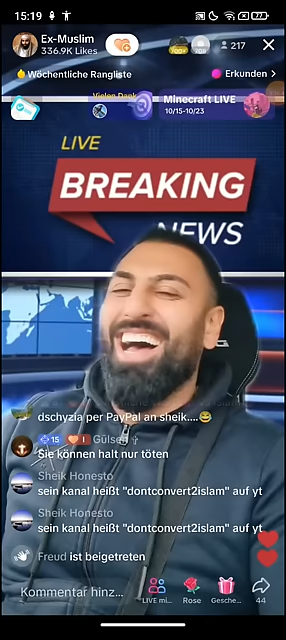 15:19
77
Ex-Muslim
336.9K Likes
217
Wöchentliche Rangliste
Erkunden >
Vielen Dank
Minecraft LIVE
10/15-10/23
LIVE
BREAKING
NEWS
dschyzia per PayPal an sheik....😂
15 I Gülseli
Sie können halt nur töten
Sheik Honesto
sein kanal heißt "dontconvert2islam" auf yt
Sheik Honesto
sein kanal heißt "dontconvert2islam" auf yt
Freud ist beigetreten
Kommentar hinz...
LIVE mi...
Rose
Gesche...
44